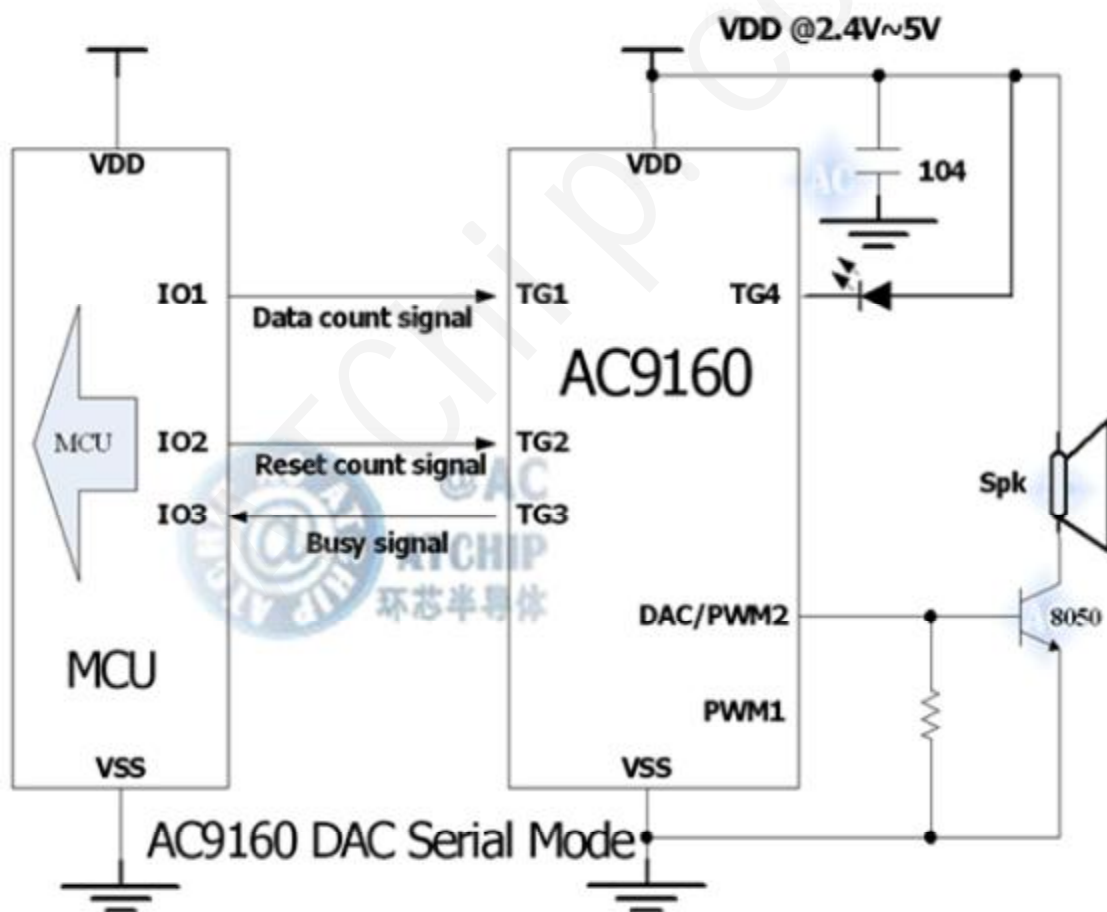 VDD @2.4V~5V
VDD
VDD
104
AC
IO1
Data count signal
TG1
TG4
AC9160
MCU
IO2
Reset count signal
TG2
@AC
Spk
IO3
Busy signal
TG3
ATCHIP
环芯半导体
DAC/PWM2
8050
MCU
PWM1
VSS
VSS
AC9160 DAC Serial Mode